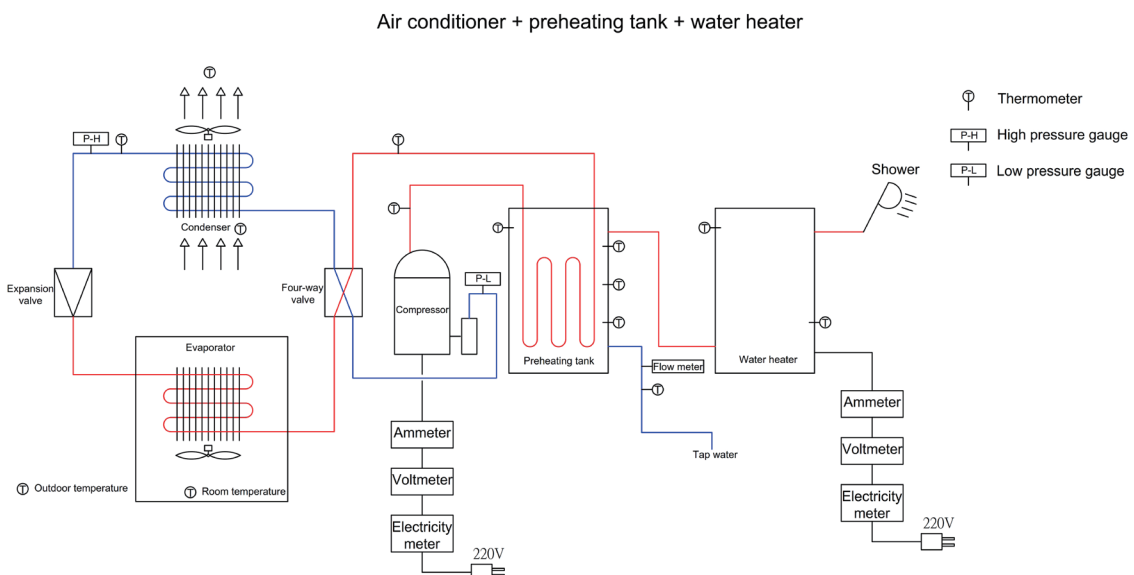 Air conditioner + preheating tank + water heater
T
T
P-H
T
T
Thermometer
P-H
High pressure gauge
P-L
Low pressure gauge
Shower
Condenser
T
T
T
T
T
P-L
Expansion
valve
Four-way
valve
Compressor
T
T
T
Evaporator
Preheating tank
Flow meter
T
Water heater
Ammeter
Ammeter
Voltmeter
Tap water
Voltmeter
T
Outdoor temperature
T
Room temperature
Electricity
meter
Electricity
meter
220V
220V